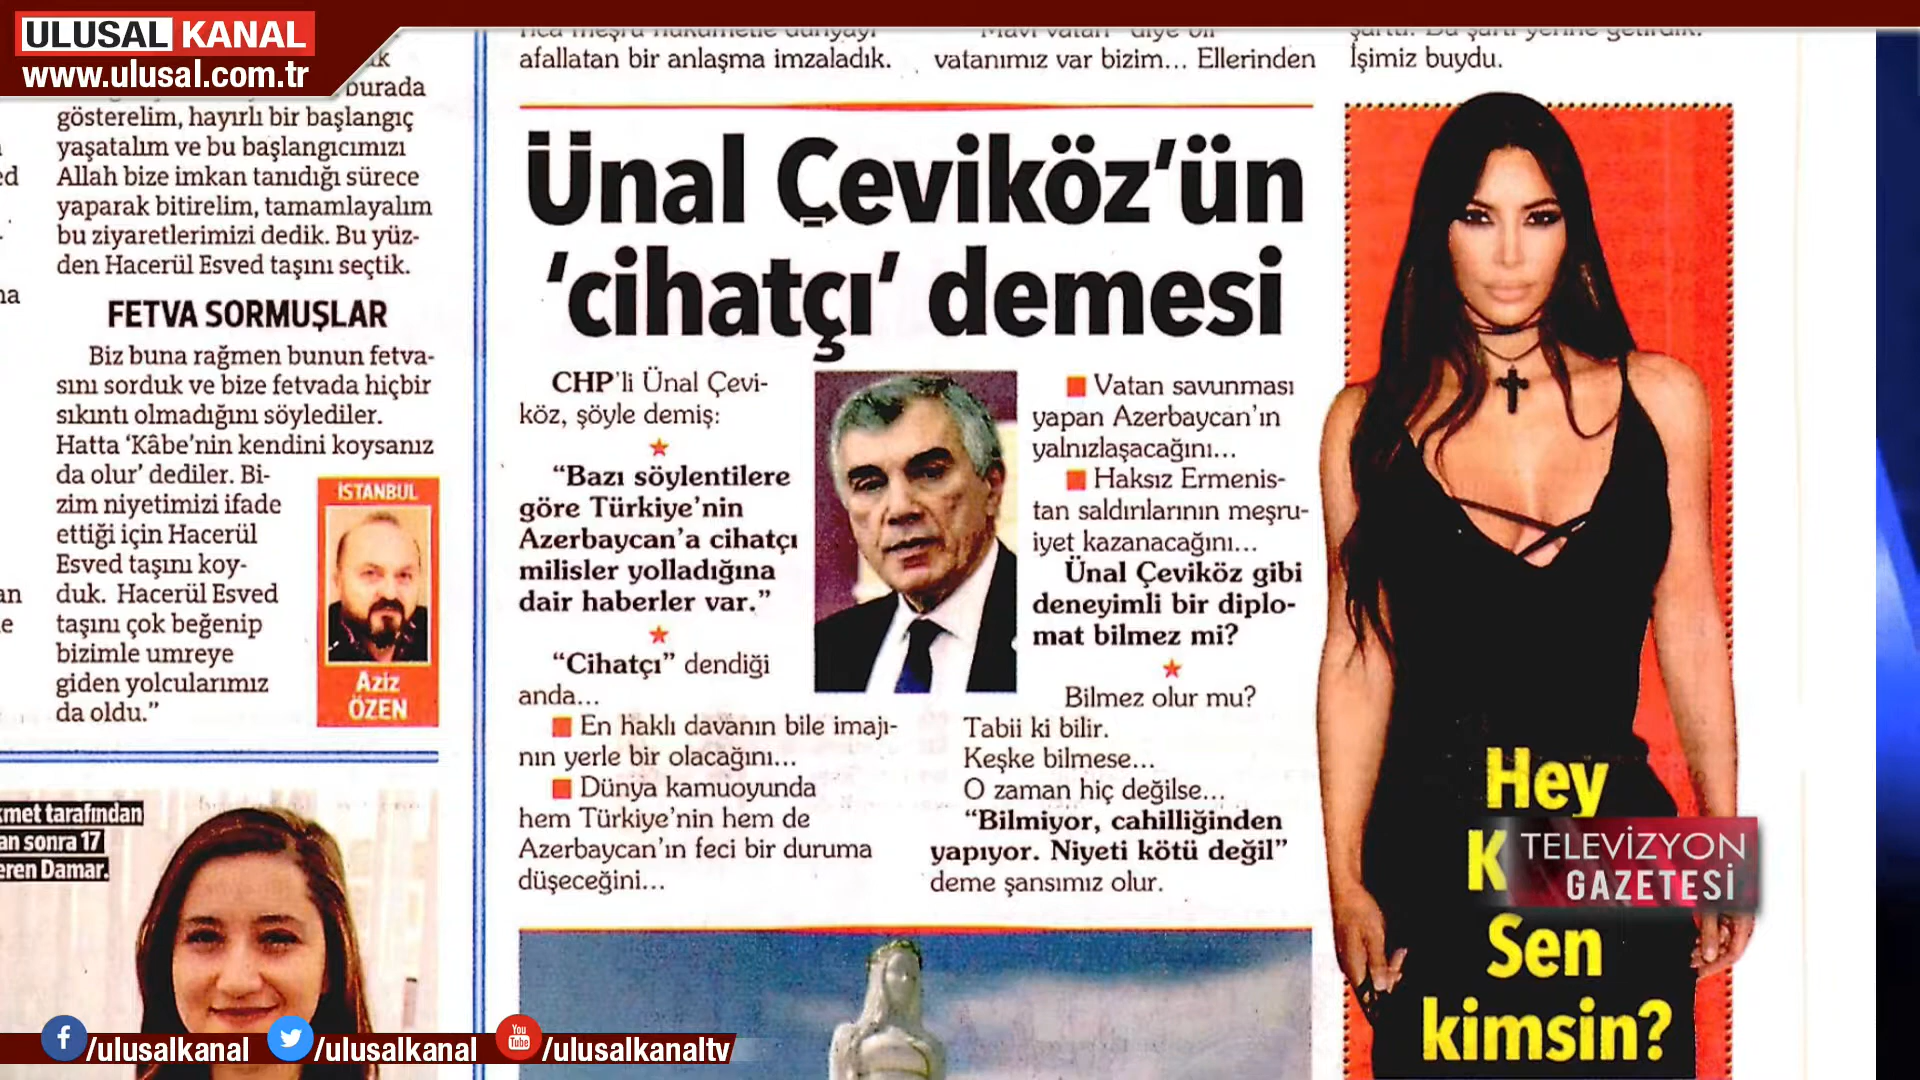 ULUSAL KANAL
www.ulusal.com.tr
burada
gösterelim, hayırlı bir başlangıç
yaşatalım ve bu başlangıcımızı
Allah bize imkan tanıdığı sürece
yaparak bitirelim, tamamlayalım
bu ziyaretlerimizi dedik. Bu yüz-
den Hacerül Esved taşını seçtik.
FETVA SORMUŞLAR
Biz buna rağmen bunun fetva-
sını sorduk ve bize fetvada hiçbir
sıkıntı olmadığını söylediler.
Hatta ‘Kâbe’nin kendini koysanız
da olur’ dediler. Bi-
zim niyetimizi ifade
ettiği için Hacerül
Esved taşını koy-
duk. Hacerül Esved
taşını çok beğenip
bizimle umreye
giden yolcularımız
da oldu.”
İSTANBUL
Aziz
ÖZEN
tarafından
sonra 17
Damar.
afallatan bir anlaşma imzaladık.
vatanımız var bizim... Ellerinden
İşimiz buydu.
Ünal Çeviköz’ün
‘cihatçı’ demesi
CHP’li Ünal Çevi-
köz, şöyle demiş:
“Bazı söylentilere
göre Türkiye’nin
Azerbaycan’a cihatçı
milisler yolladığına
dair haberler var.”
“Cihatçı” dendiği
anda...
En haklı davanın bile imajı-
nın yerle bir olacağını...
Dünya kamuoyunda
hem Türkiye’nin hem de
Azerbaycan’ın feci bir duruma
düşeceğini...
Vatan savunması
yapan Azerbaycan’ın
yalnızlaşacağını...
Haksız Ermenis-
tan saldırılarının meşru-
iyet kazanacağını...
Ünal Çeviköz gibi
deneyimli bir diplo-
mat bilmez mi?
Bilmez olur mu?
Tabii ki bilir.
Keşke bilmese...
O zaman hiç değilse...
“Bilmiyor, cahilliğinden
yapıyor. Niyeti kötü değil”
deme şansımız olur.
Hey
K
Sen
kimsin?
TELEVİZYON
GAZETESİ
/ulusalkanal
/ulusalkanal
You
Tube
/ulusalkanaltv